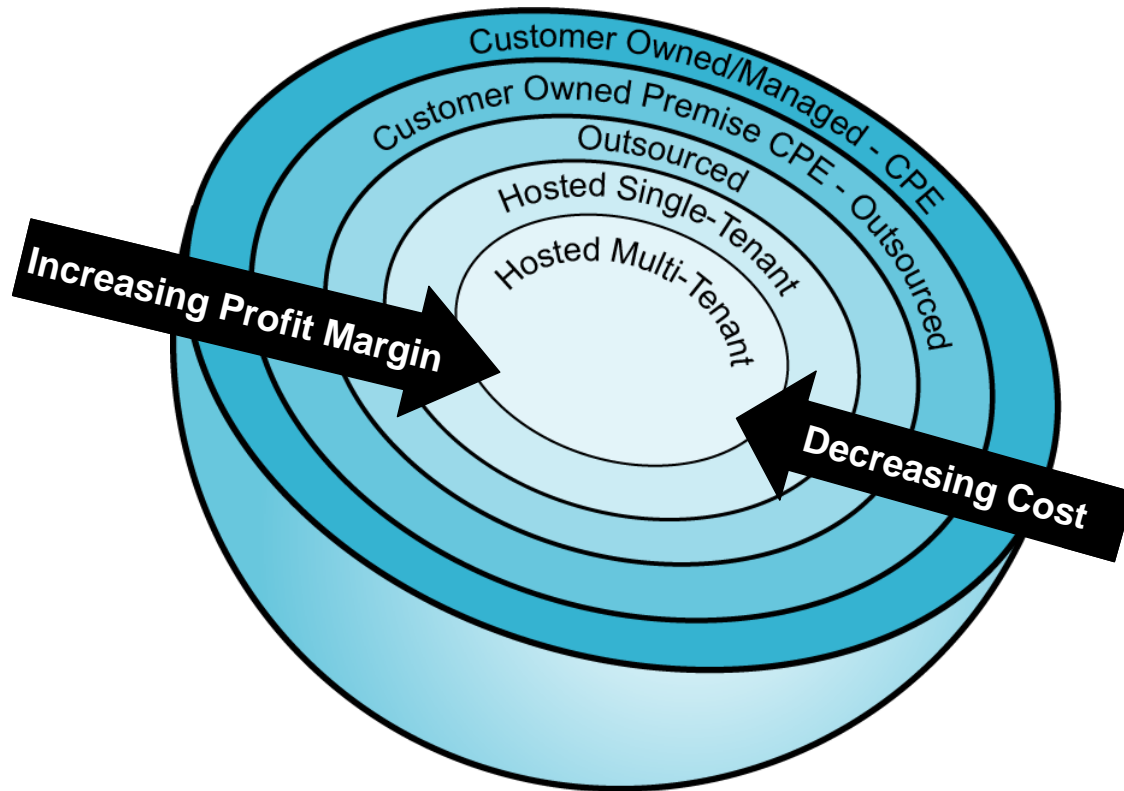 Customer Owned/Managed - CPE
Customer Owned Premise CPE - Outsourced
Outsourced
Hosted Single-Tenant
Hosted Multi-Tenant
Increasing Profit Margin
Decreasing Cost